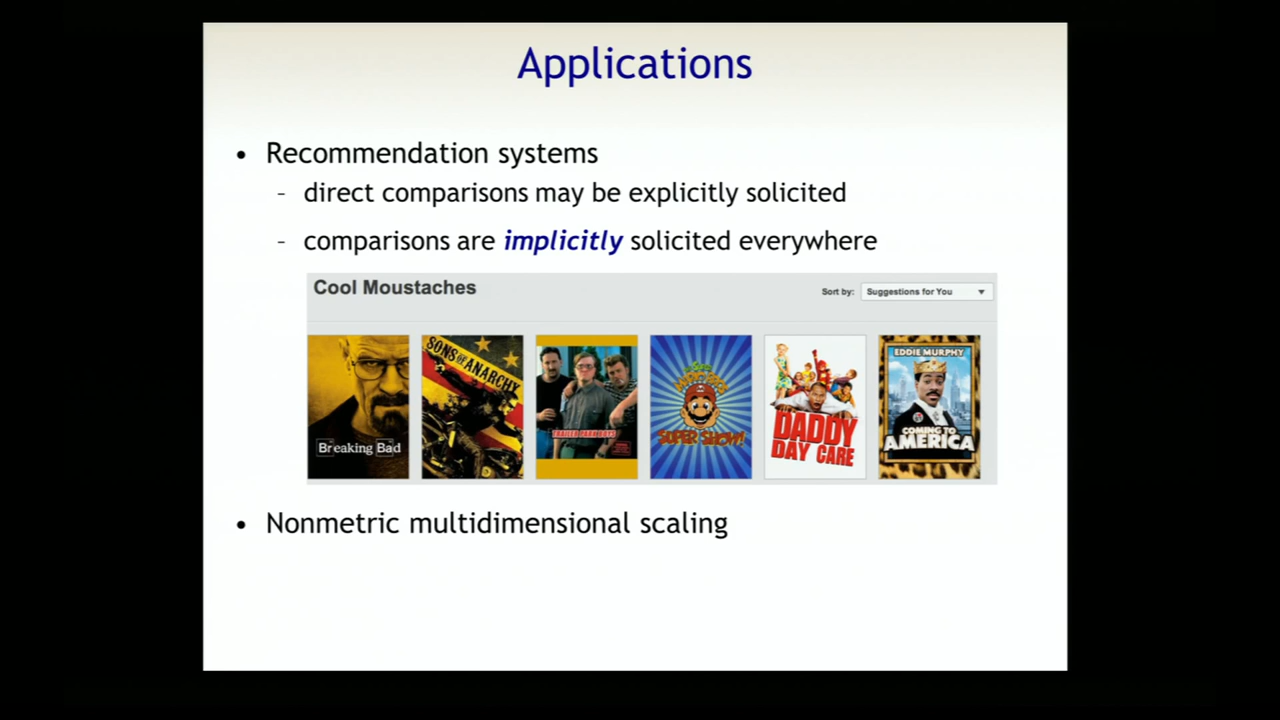 Applications
• Recommendation systems
– direct comparisons may be explicitly solicited
– comparisons are implicitly solicited everywhere
Cool Moustaches
Sort by: Suggestions for You
Breaking Bad
SONS OF ANARCHY
TRAILER PARK BOYS
SUPER SHOW!
DADDY
DAY CARE
EDDIE MURPHY
COMING TO
AMERICA
• Nonmetric multidimensional scaling